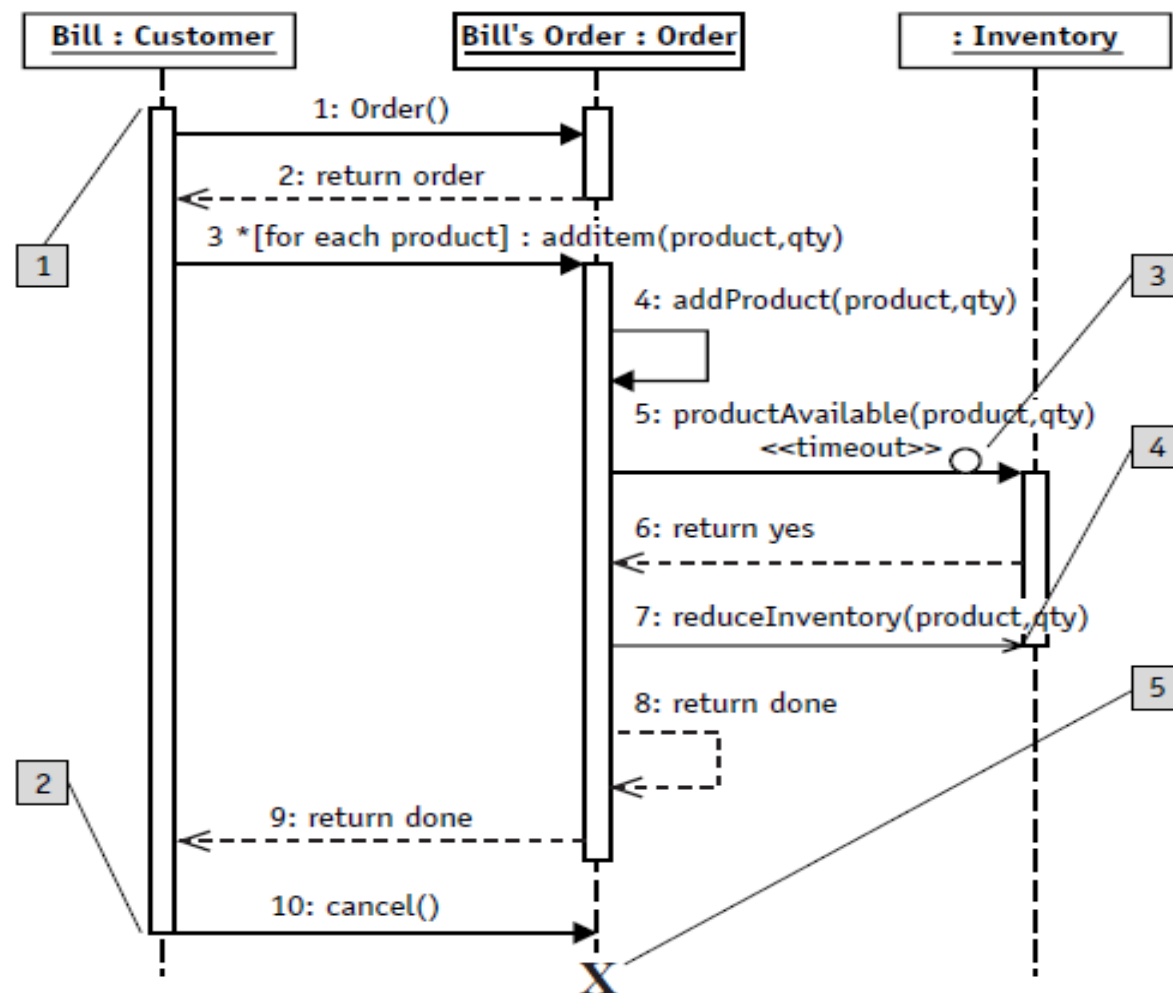 Bill : Customer
Bill's Order : Order
: Inventory
1: Order()
2: return order
3 *[for each product] : additem(product,qty)
1
3
4: addProduct(product,qty)
5: productAvailable(product,qty)
<<timeout>>
4
6: return yes
7: reduceInventory(product,qty)
5
8: return done
2
9: return done
10: cancel()
X